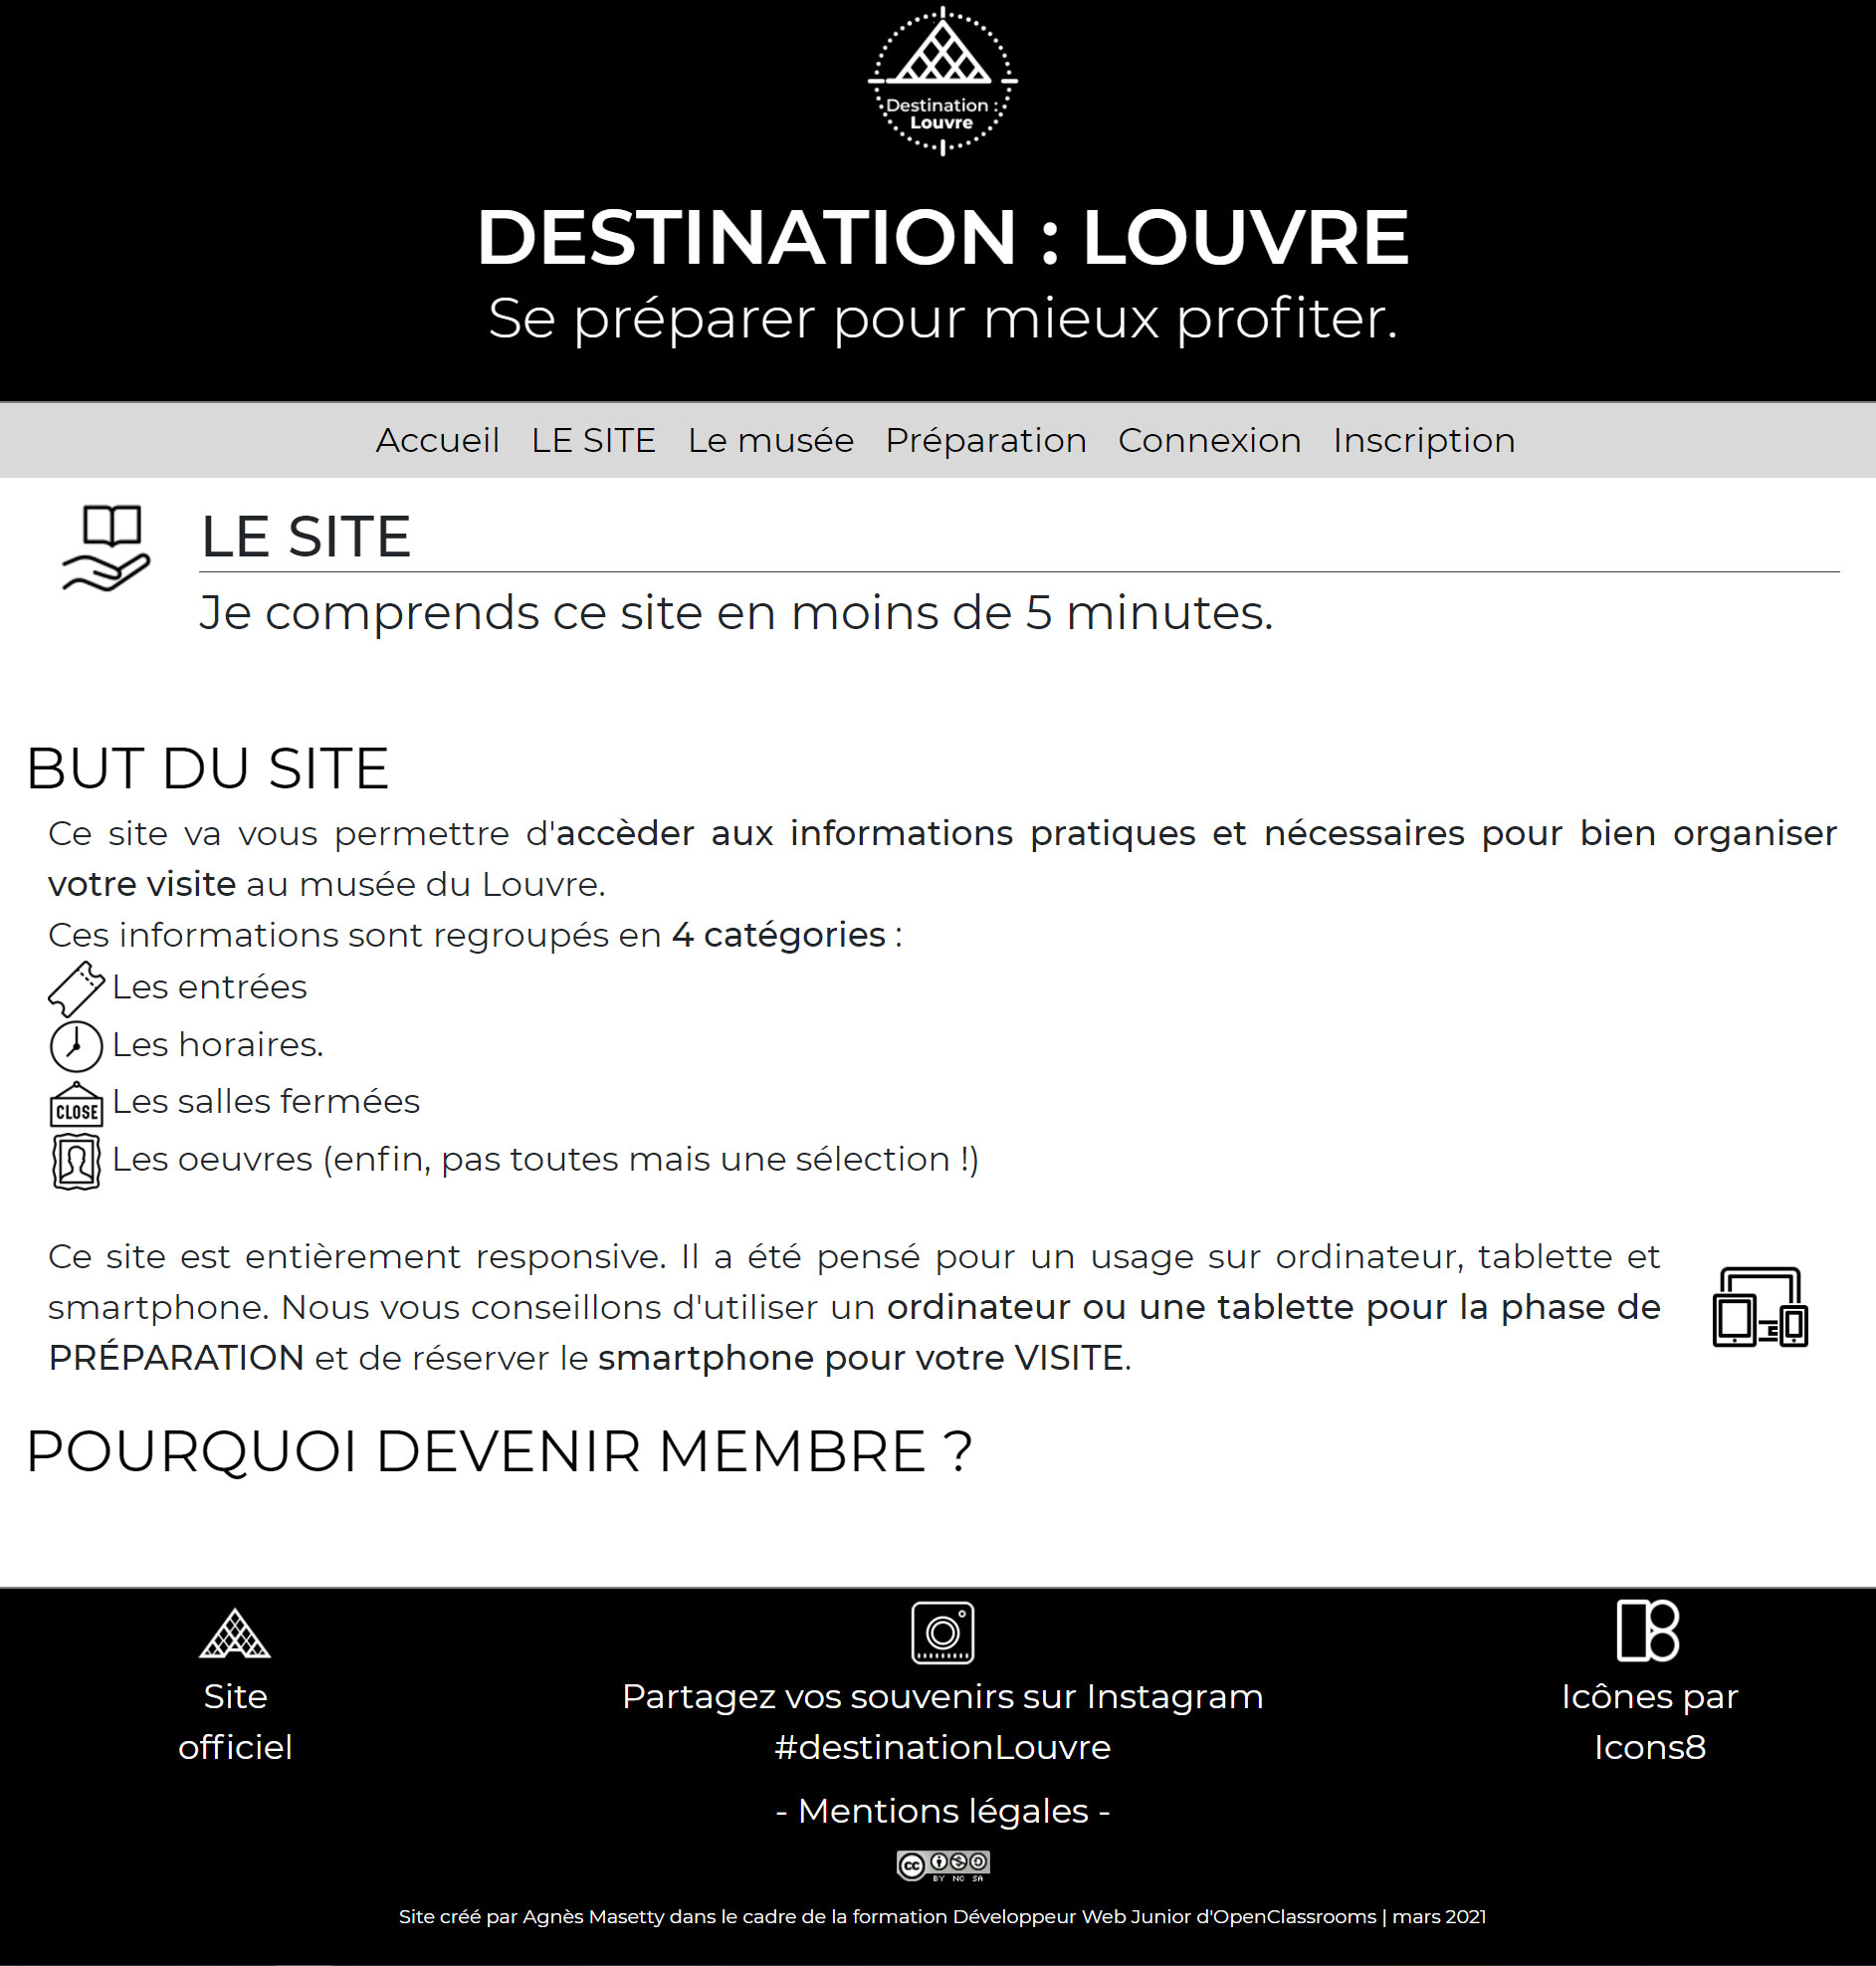 Destination :
Louvre
DESTINATION : LOUVRE
Se préparer pour mieux profiter.
Accueil LE SITE Le musée Préparation Connexion Inscription
LE SITE
Je comprends ce site en moins de 5 minutes.
BUT DU SITE
Ce site va vous permettre d'accèder aux informations pratiques et nécessaires pour bien organiser
votre visite au musée du Louvre.
Ces informations sont regroupés en 4 catégories :
Les entrées
Les horaires.
CLOSE Les salles fermées
Les oeuvres (enfin, pas toutes mais une sélection !)
Ce site est entièrement responsive. Il a été pensé pour un usage sur ordinateur, tablette et
smartphone. Nous vous conseillons d'utiliser un ordinateur ou une tablette pour la phase de
PRÉPARATION et de réserver le smartphone pour votre VISITE.
POURQUOI DEVENIR MEMBRE ?
Site
officiel
Partagez vos souvenirs sur Instagram
#destinationLouvre
Icônes par
Icons8
- Mentions légales -
cc BY NC SA
Site créé par Agnès Masetty dans le cadre de la formation Développeur Web Junior d'OpenClassrooms | mars 2021